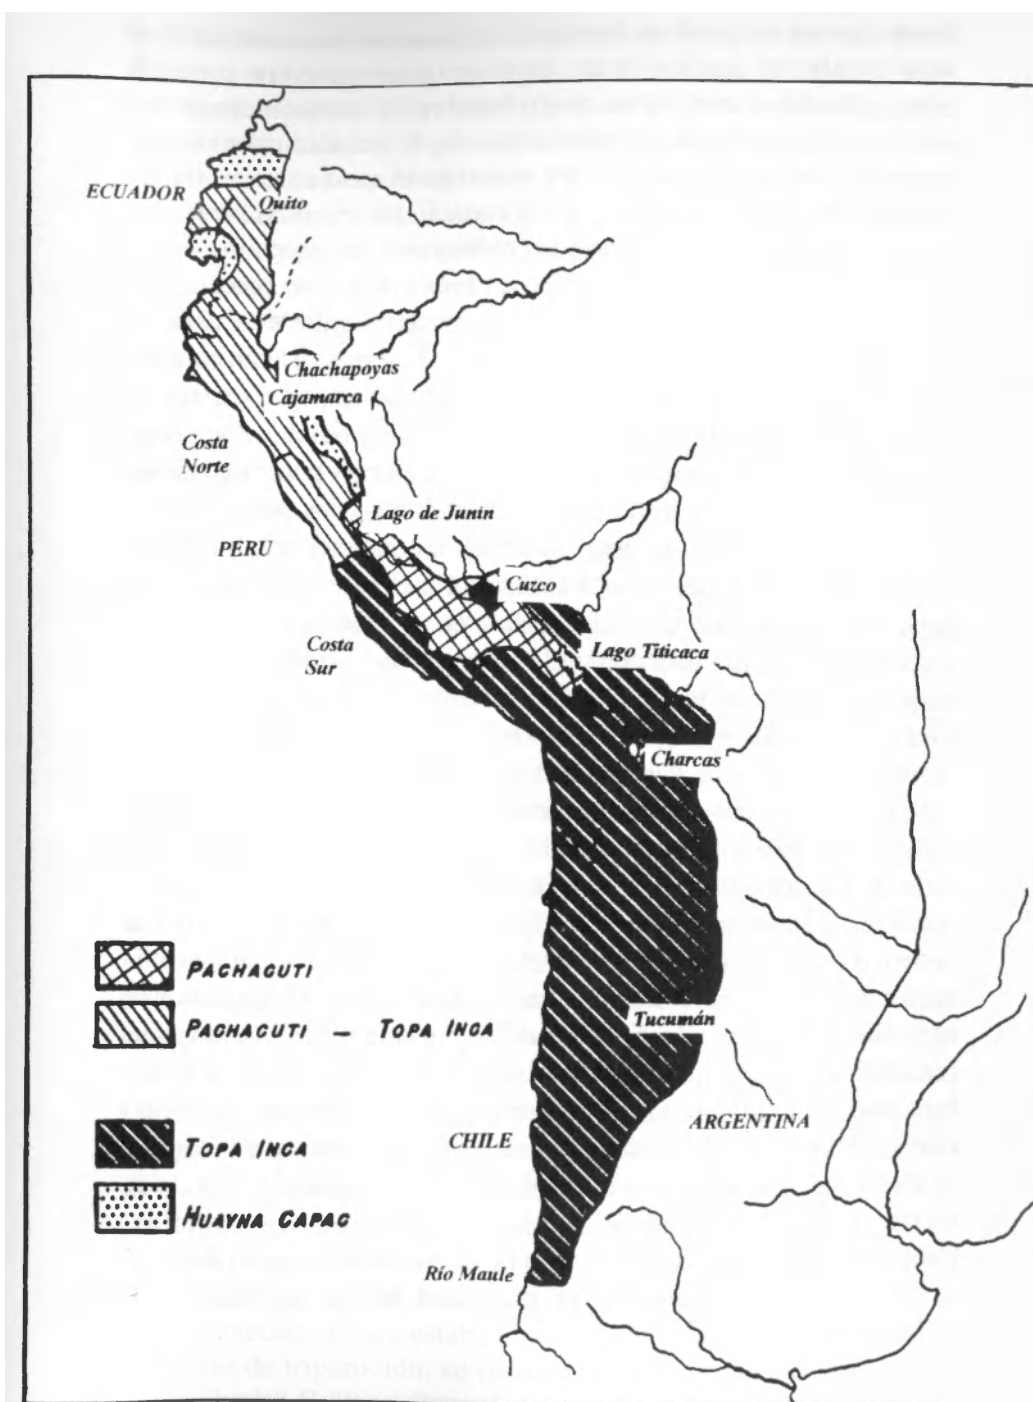 ECUADOR
Quito
Chachapoyas
Cajamarca
Costa
Norte
Lago de Junín
PERU
Cuzco
Costa
Sur
Lago Titicaca
Charcas
PACHACUTI
PACHACUTI – TOPA INCA
Tucumán
ARGENTINA
TOPA INCA
CHILE
HUAYNA CAPAC
Río Maule